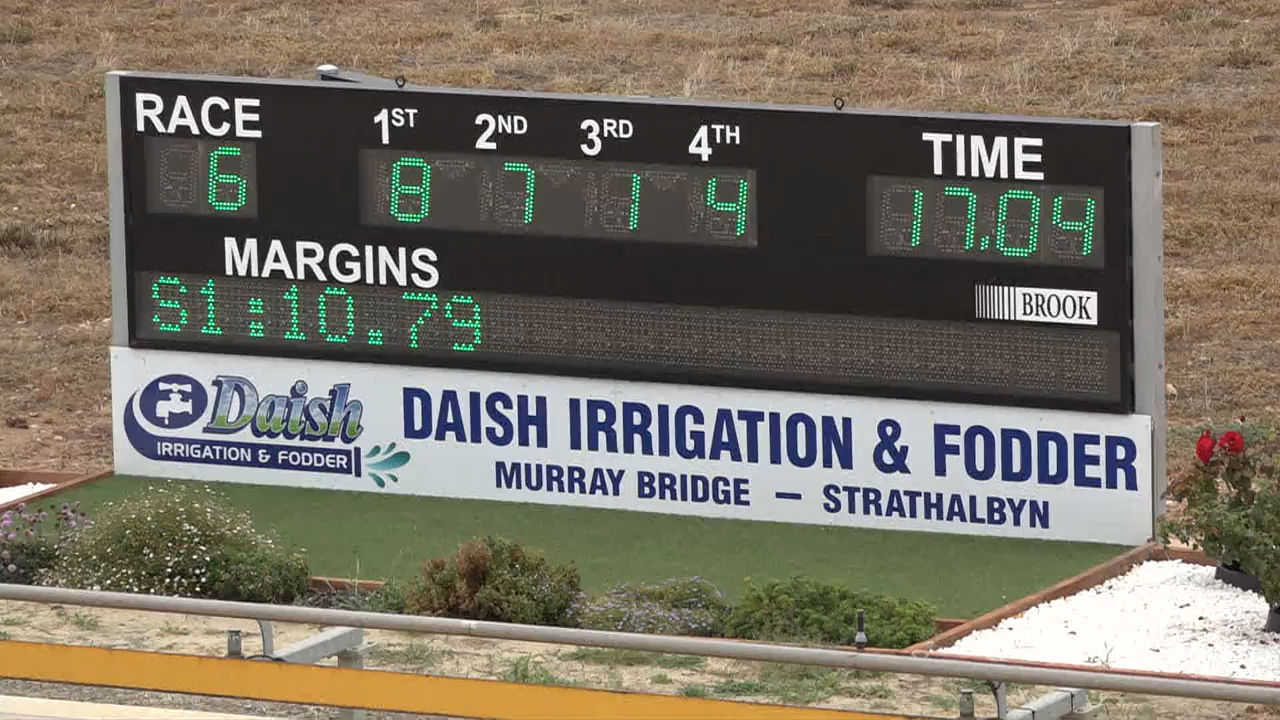 RACE 1ST 2ND 3RD 4TH TIME
6 8 7 1 4 17.04
MARGINS
S1:10.79
BROOK
Daish
IRRIGATION & FODDER
DAISH IRRIGATION & FODDER
MURRAY BRIDGE – STRATHALBYN